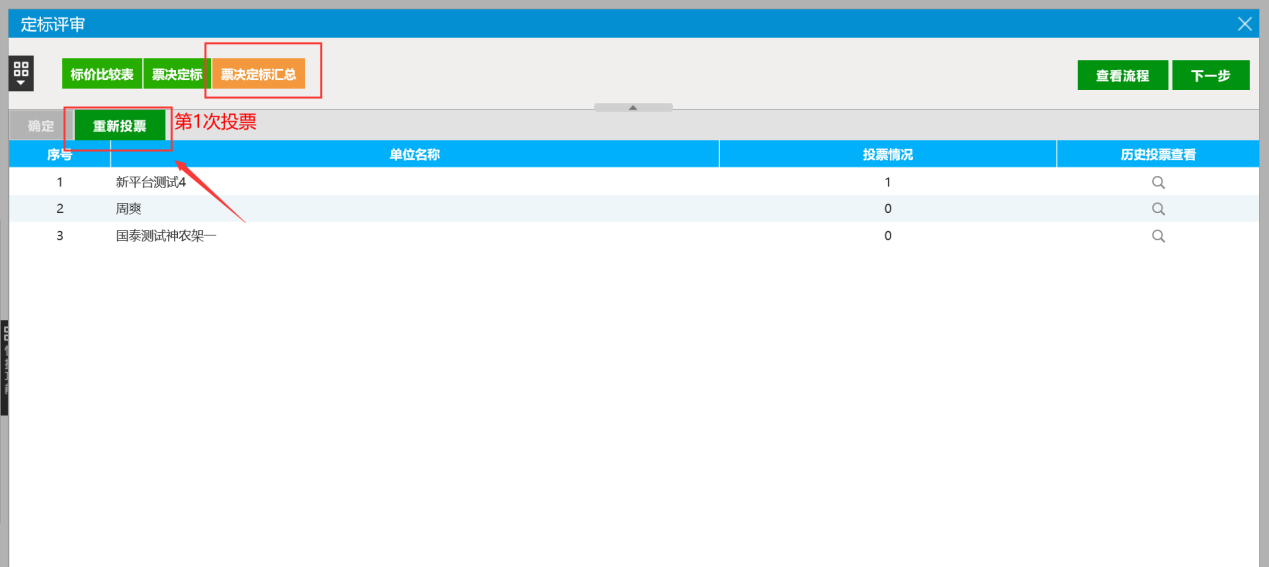 定标评审
标价比较表 票决定标 票决定标汇总 查看流程 下一步
确定 重新投票 第1次投票
序号 单位名称 投票情况 历史投票查看
1 新平台测试4 1
2 周爽 0
3 国泰测试神农架一 0